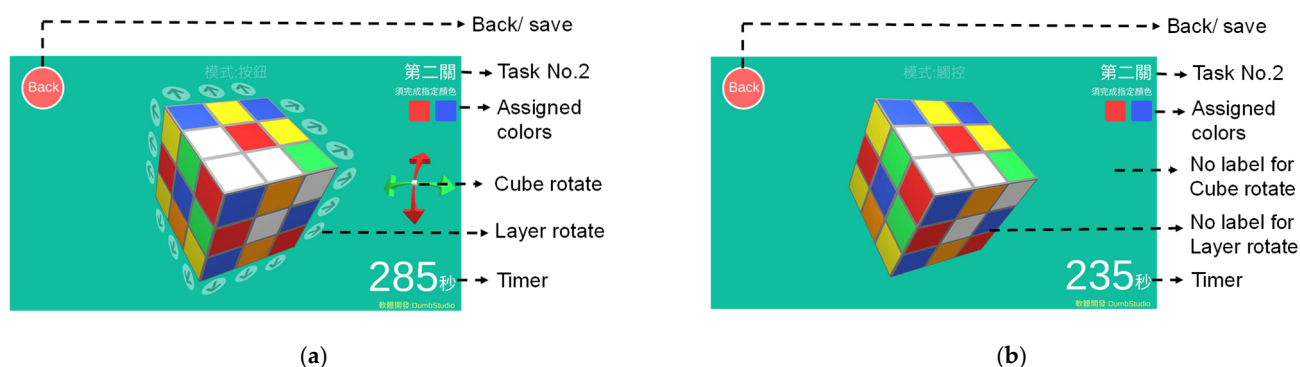 Back/ save
Back
模式:按鈕
第二關
須完成指定顏色
Task No.2
Assigned
colors
Cube rotate
Layer rotate
285秒
Timer
軟體開發:DumbStudio
(a)
Back/ save
Back
模式:觸控
第二關
須完成指定顏色
Task No.2
Assigned
colors
No label for
Cube rotate
No label for
Layer rotate
235秒
Timer
軟體開發:DumbStudio
(b)